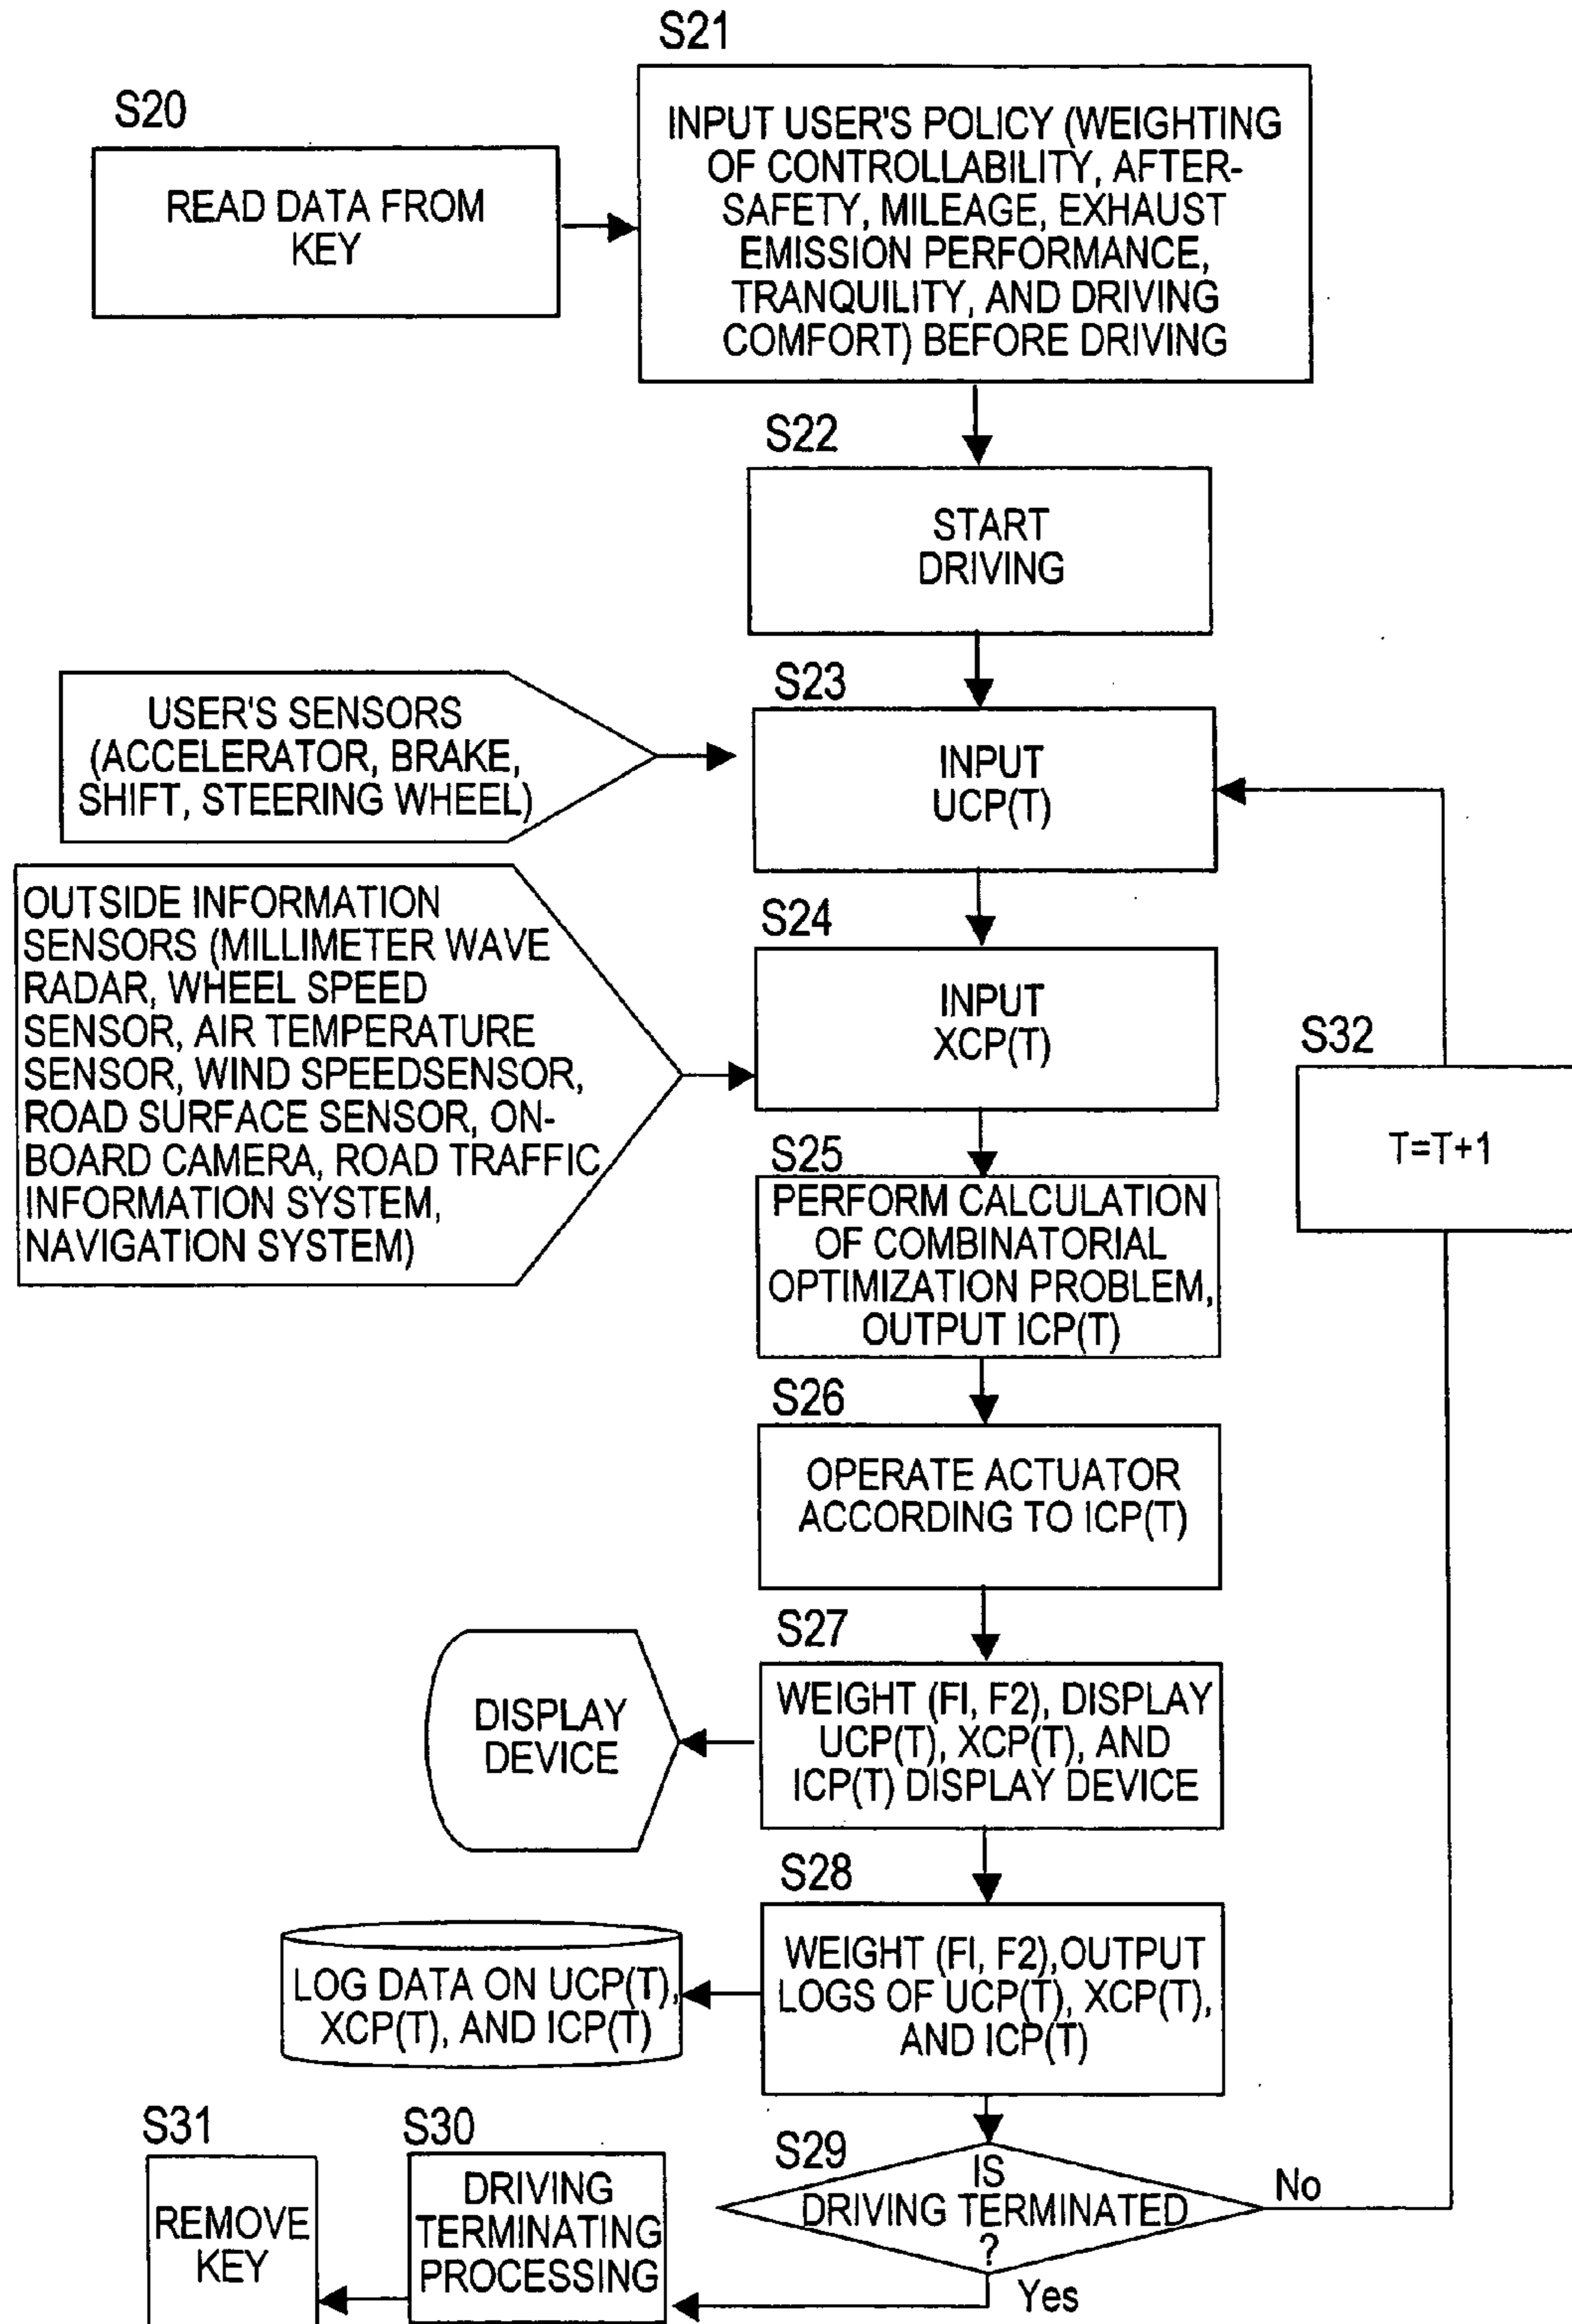 S21
S20
INPUT USER'S POLICY (WEIGHTING
OF CONTROLLABILITY, AFTER-
SAFETY, MILEAGE, EXHAUST
EMISSION PERFORMANCE,
TRANQUILITY, AND DRIVING
COMFORT) BEFORE DRIVING
READ DATA FROM
KEY
S22
START
DRIVING
S23
USER'S SENSORS
(ACCELERATOR, BRAKE,
SHIFT, STEERING WHEEL)
INPUT
UCP(T)
S24
OUTSIDE INFORMATION
SENSORS (MILLIMETER WAVE
RADAR, WHEEL SPEED
SENSOR, AIR TEMPERATURE
SENSOR, WIND SPEEDSENSOR,
ROAD SURFACE SENSOR, ON-
BOARD CAMERA, ROAD TRAFFIC
INFORMATION SYSTEM,
NAVIGATION SYSTEM)
INPUT
XCP(T)
S32
T=T+1
S25
PERFORM CALCULATION
OF COMBINATORIAL
OPTIMIZATION PROBLEM,
OUTPUT ICP(T)
S26
OPERATE ACTUATOR
ACCORDING TO ICP(T)
S27
DISPLAY
DEVICE
WEIGHT (FI, F2), DISPLAY
UCP(T), XCP(T), AND
ICP(T) DISPLAY DEVICE
S28
LOG DATA ON UCP(T),
XCP(T), AND ICP(T)
WEIGHT (FI, F2),OUTPUT
LOGS OF UCP(T), XCP(T),
AND ICP(T)
S31
S30
S29
IS
DRIVING TERMINATED
?
No
Yes
DRIVING
TERMINATING
PROCESSING
REMOVE
KEY